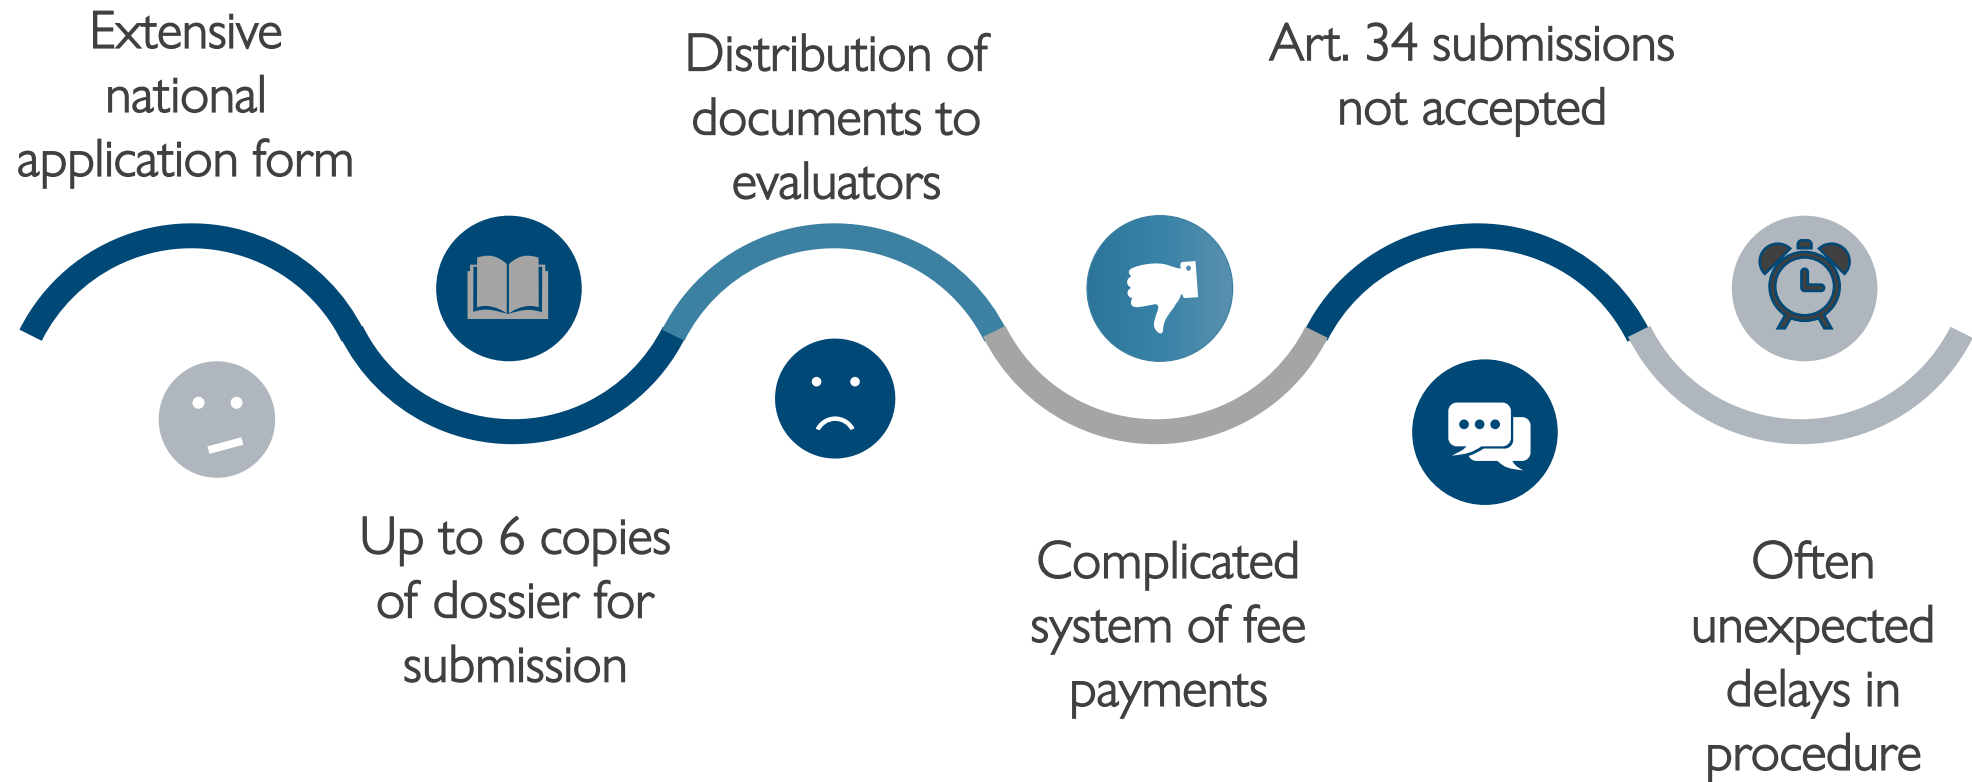 Extensive
national
application form
Up to 6 copies
of dossier for
submission
Distribution of
documents to
evaluators
Complicated
system of fee
payments
Art. 34 submissions
not accepted
Often
unexpected
delays in
procedure